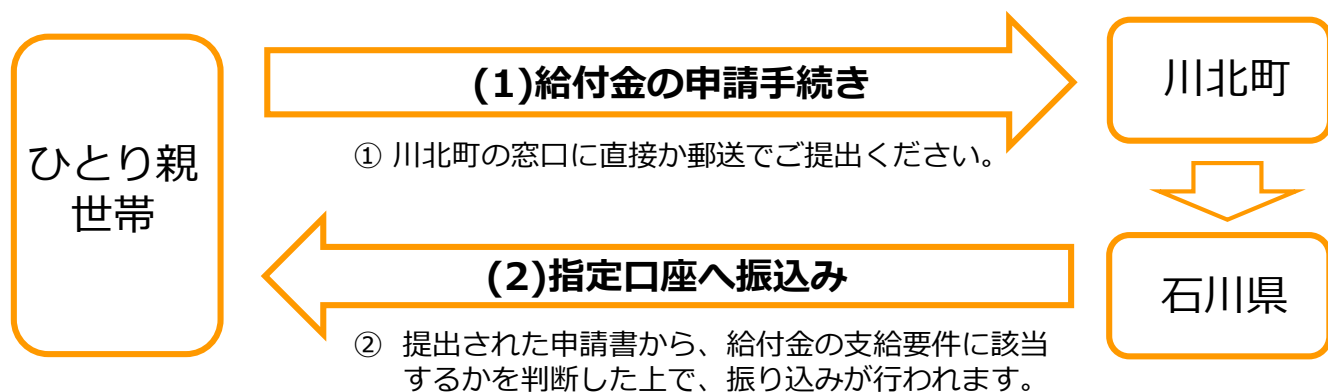 ひとり親
世帯
(1)給付金の申請手続き
① 川北町の窓口に直接か郵送でご提出ください。
川北町
石川県
(2)指定口座へ振込み
② 提出された申請書から、給付金の支給要件に該当
するかを判断した上で、振り込みが行われます。